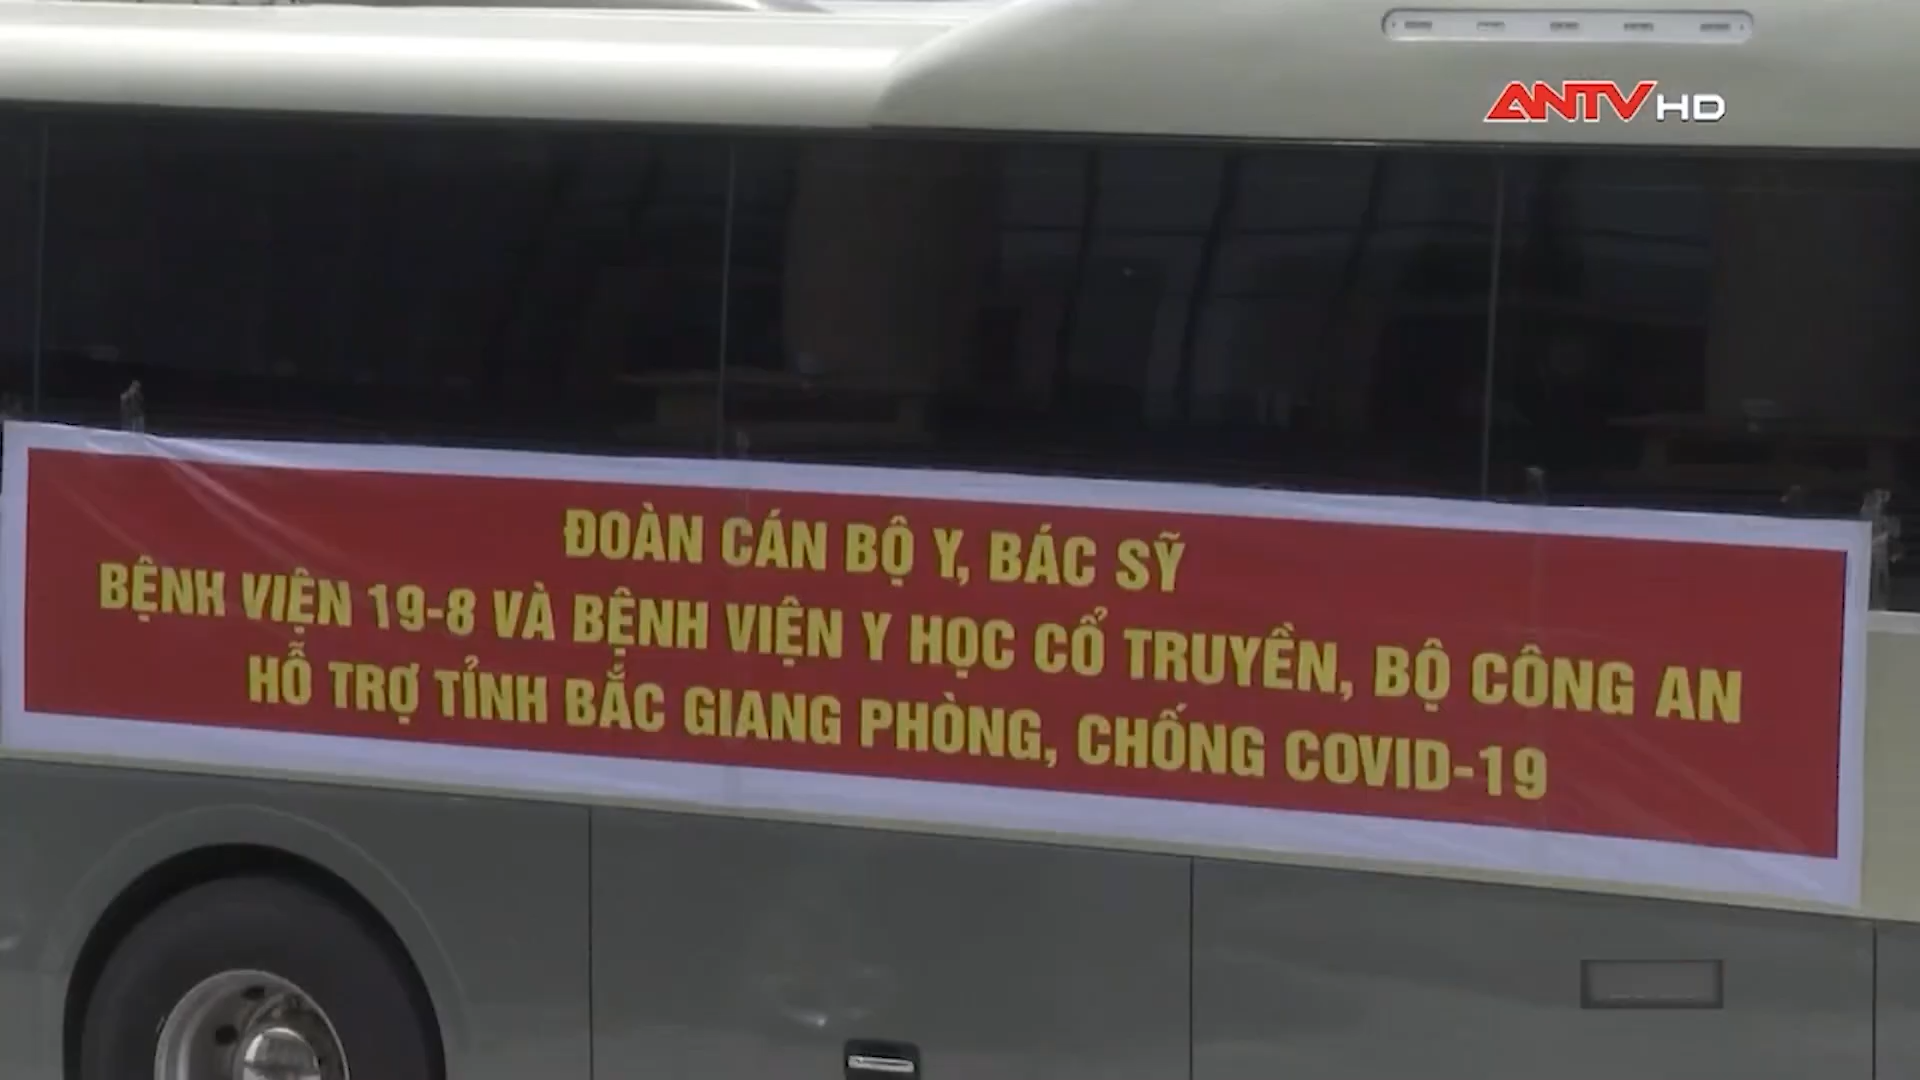 ANTV HD
ĐOÀN CÁN BỘ Y, BÁC SỸ
BỆNH VIỆN 19-8 VÀ BỆNH VIỆN Y HỌC CỔ TRUYỀN, BỘ CÔNG AN
HỖ TRỢ TỈNH BẮC GIANG PHÒNG, CHỐNG COVID-19